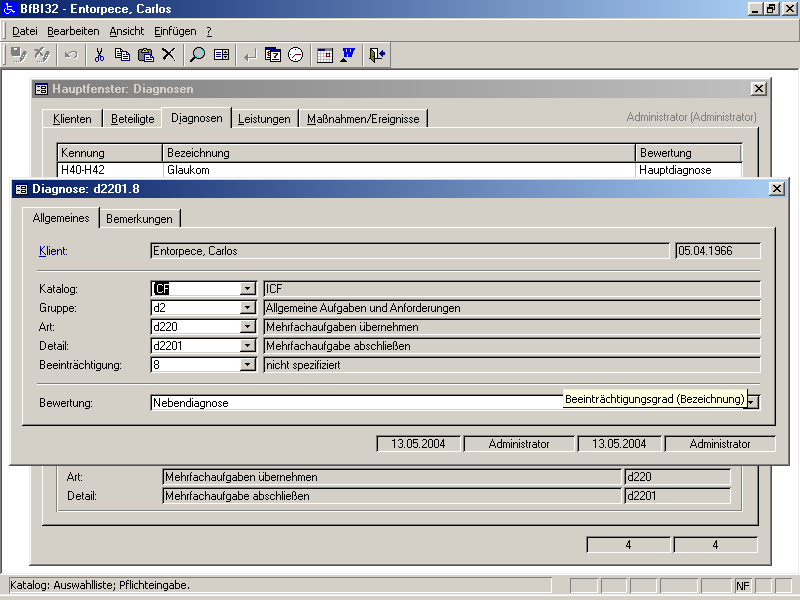 BfBI32 - Entorpece, Carlos
Datei Bearbeiten Ansicht Einfügen ?
Hauptfenster: Diagnosen
Klienten Beteiligte Diagnosen Leistungen Maßnahmen/Ereignisse Administrator (Administrator)
Kennung Bezeichnung Bewertung
H40-H42 Glaukom Hauptdiagnose
Diagnose: d2201.8
Allgemeines Bemerkungen
Klient: Entorpece, Carlos 05.04.1966
Katalog: ICF ICF
Gruppe: d2 Allgemeine Aufgaben und Anforderungen
Art: d220 Mehrfachaufgaben übernehmen
Detail: d2201 Mehrfachaufgabe abschließen
Beeinträchtigung: 8 nicht spezifiziert
Bewertung: Nebendiagnose Beeinträchtigungsgrad (Bezeichnung)
13.05.2004 Administrator 13.05.2004 Administrator
Art: Mehrfachaufgaben übernehmen d220
Detail: Mehrfachaufgabe abschließen d2201
4 4
Katalog: Auswahlliste; Pflichteingabe. NF